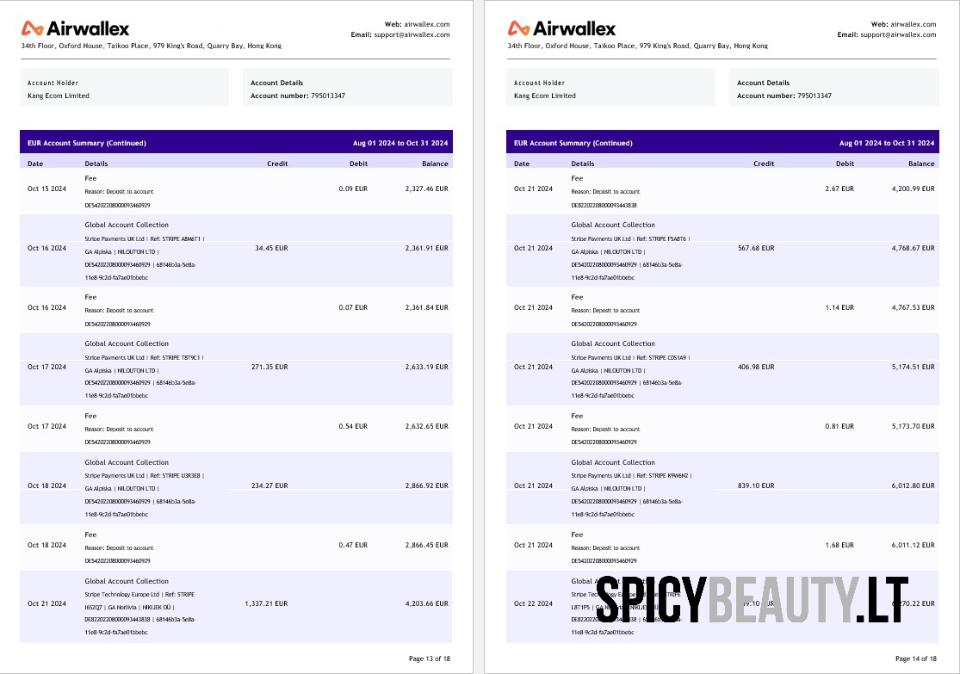 Airwallex
Web: airwallex.com
Email: support@airwallex.com
34th Floor, Oxford House, Taikoo Place, 979 King's Road, Quarry Bay, Hong Kong
Account Holder
Kang Ecom Limited
Account Details
Account number: 795013347
EUR Account Summary (Continued) Aug 01 2024 to Oct 31 2024
Date Details Credit Debit Balance
Fee
Oct 15 2024 Reason: Deposit to account 0.09 EUR 2,327.46 EUR
DE54202208000093460929
Global Account Collection
Stripe Payments UK Ltd | Ref: STRIPE |
Oct 16 2024 GA Alpiska | NILOUTON LTD | 34.45 EUR 2,361.91 EUR
DE54202208000093460929 | 68146b3a-5e8a-
11e8-9c2d-fa7ae01bbebc
Fee
Oct 16 2024 Reason: Deposit to account 0.07 EUR 2,361.84 EUR
DE54202208000093460929
Global Account Collection
Stripe Payments UK Ltd | Ref: STRIPE T8T9C1 |
Oct 17 2024 GA Alpiska | NILOUTON LTD | 271.35 EUR 2,633.19 EUR
DE54202208000093460929 | 68146b3a-5e8a-
11e8-9c2d-fa7ae01bbebc
Fee
Oct 17 2024 Reason: Deposit to account 0.54 EUR 2,632.65 EUR
DE54202208000093460929
Global Account Collection
Stripe Payments UK Ltd | Ref: STRIPE U3R3E8 |
Oct 18 2024 GA Alpiska | NILOUTON LTD | 234.27 EUR 2,866.92 EUR
DE54202208000093460929 | 68146b3a-5e8a-
11e8-9c2d-fa7ae01bbebc
Fee
Oct 18 2024 Reason: Deposit to account 0.47 EUR 2,866.45 EUR
DE54202208000093460929
Global Account Collection
Stripe Technology Europe Ltd | Ref: STRIPE
Oct 21 2024 I6S2Q7 | GA Norlivia | NIKLIEK OÜ | 1,337.21 EUR 4,203.66 EUR
DE82202208000093443838 | 68146b3a-5e8a-
11e8-9c2d-fa7ae01bbebc
Page 13 of 18
Airwallex
Web: airwallex.com
Email: support@airwallex.com
34th Floor, Oxford House, Taikoo Place, 979 King's Road, Quarry Bay, Hong Kong
Account Holder
Kang Ecom Limited
Account Details
Account number: 795013347
EUR Account Summary (Continued) Aug 01 2024 to Oct 31 2024
Date Details Credit Debit Balance
Fee
Oct 21 2024 Reason: Deposit to account 2.67 EUR 4,200.99 EUR
DE82202208000093443838
Global Account Collection
Stripe Payments UK Ltd | Ref: STRIPE F5A8T6 |
Oct 21 2024 GA Alpiska | NILOUTON LTD | 567.68 EUR 4,768.67 EUR
DE54202208000093460929 | 68146b3a-5e8a-
11e8-9c2d-fa7ae01bbebc
Fee
Oct 21 2024 Reason: Deposit to account 1.14 EUR 4,767.53 EUR
DE54202208000093460929
Global Account Collection
Stripe Payments UK Ltd | Ref: STRIPE C0S1A9 |
Oct 21 2024 GA Alpiska | NILOUTON LTD | 406.98 EUR 5,174.51 EUR
DE54202208000093460929 | 68146b3a-5e8a-
11e8-9c2d-fa7ae01bbebc
Fee
Oct 21 2024 Reason: Deposit to account 0.81 EUR 5,173.70 EUR
DE54202208000093460929
Global Account Collection
Stripe Payments UK Ltd | Ref: STRIPE |
Oct 21 2024 GA Alpiska | NILOUTON LTD | 839.10 EUR 6,012.80 EUR
DE54202208000093460929 | 68146b3a-5e8a-
11e8-9c2d-fa7ae01bbebc
Fee
Oct 21 2024 Reason: Deposit to account 1.68 EUR 6,011.12 EUR
DE54202208000093460929
Global Account Collection
Oct 22 2024
11e8-9c2d-fa7ae01bbebc
SPICYBEAUTY.LT
Page 14 of 18